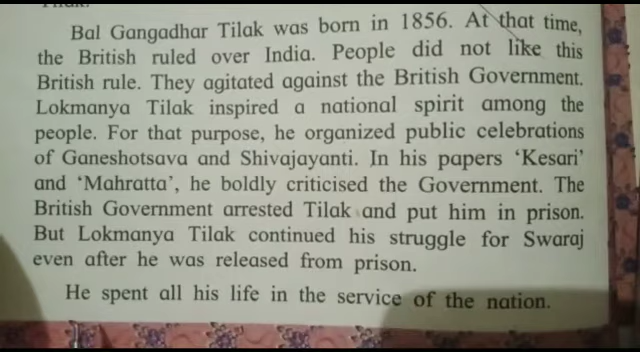 Bal Gangadhar Tilak was born in 1856. At that time,
the British ruled over India. People did not like this
British rule. They agitated against the British Government.
Lokmanya Tilak inspired a national spirit among the
people. For that purpose, he organized public celebrations
of Ganeshotsava and Shivajayanti. In his papers ‘Kesari’
and ‘Mahratta’, he boldly criticised the Government. The
British Government arrested Tilak and put him in prison.
But Lokmanya Tilak continued his struggle for Swaraj
even after he was released from prison.
He spent all his life in the service of the nation.